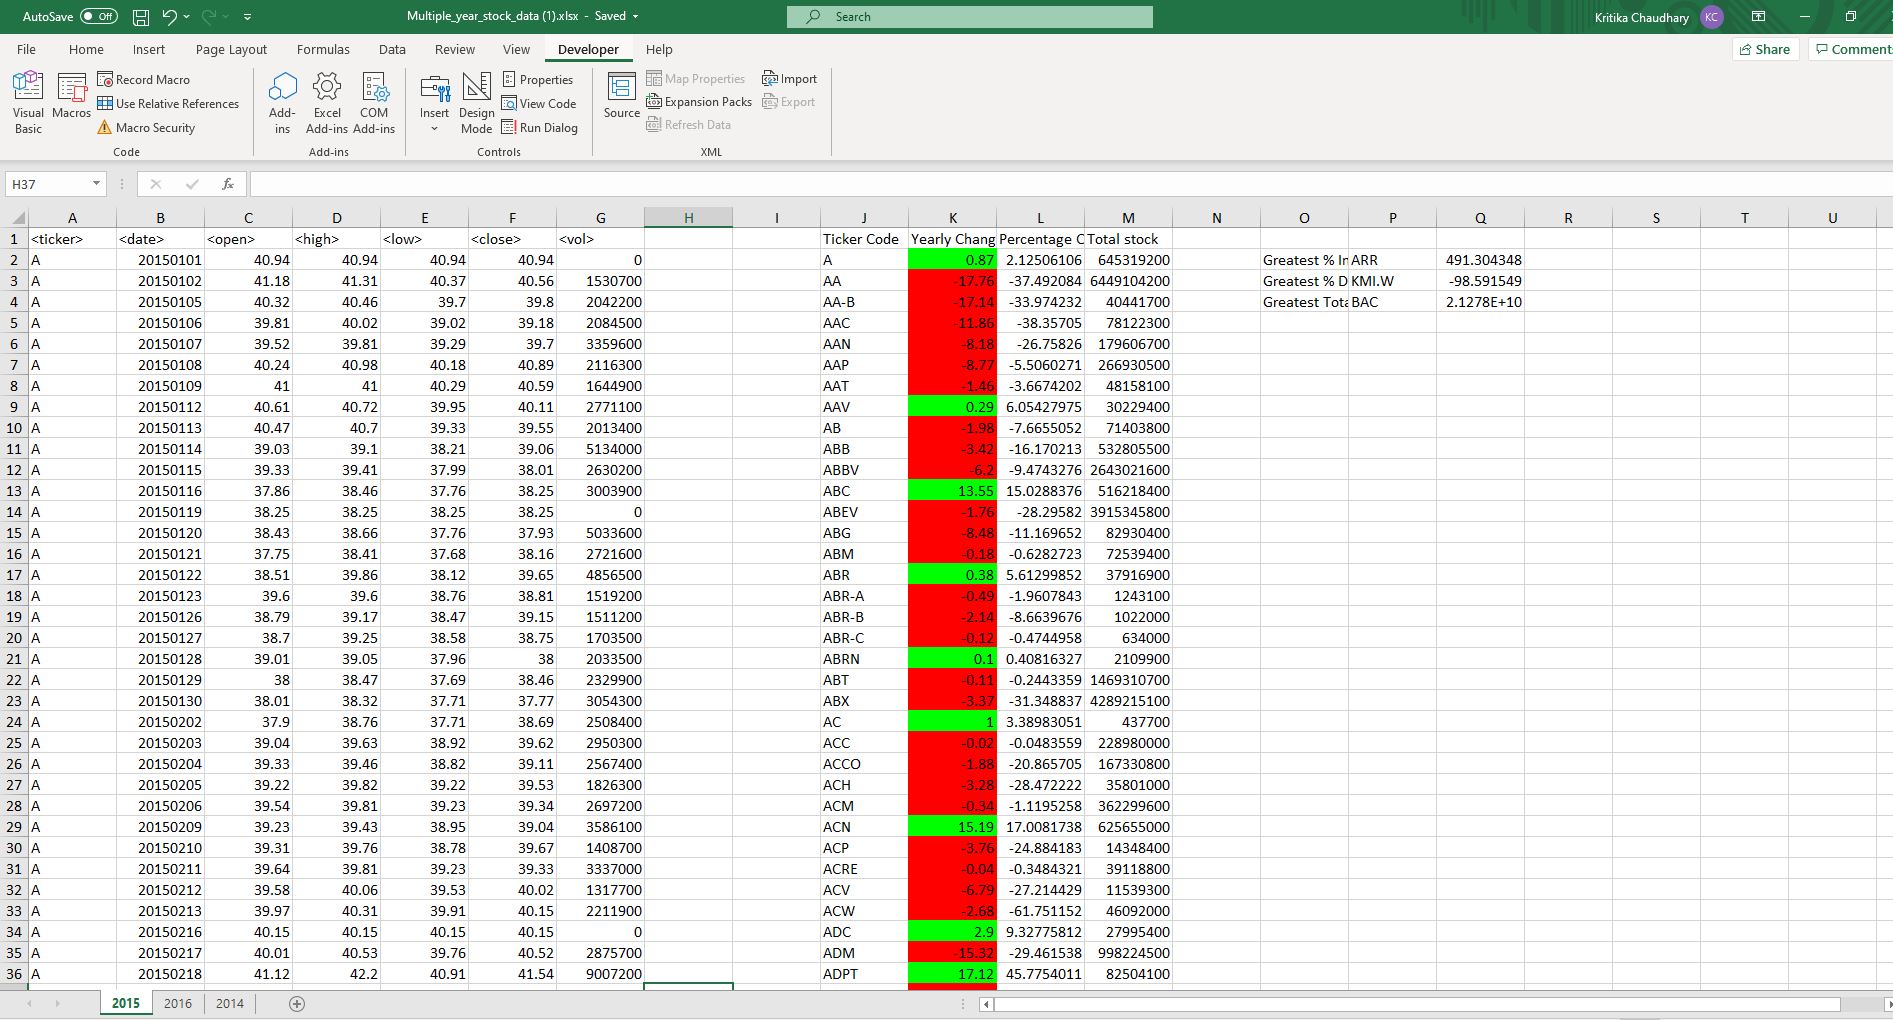 AutoSave Off Multiple_year_stock_data (1).xlsx - Saved Search Kritika Chaudhary KC
File Home Insert Page Layout Formulas Data Review View Developer Help Share Comment
Visual Basic Macros Record Macro Use Relative References Macro Security
Add-ins Excel Add-ins COM Add-ins
Insert Design Mode Properties View Code Run Dialog
Source Map Properties Expansion Packs Refresh Data Import Export
Code Add-ins Controls XML
H37 fx
A B C D E F G H I J K L M N O P Q R S T U
1 <ticker> <date> <open> <high> <low> <close> <vol> Ticker Code Yearly Chang Percentage C Total stock
2 A 20150101 40.94 40.94 40.94 40.94 0 A 0.87 2.12506106 645319200 Greatest % In ARR 491.304348
3 A 20150102 41.18 41.31 40.37 40.56 1530700 AA -17.76 -37.492084 6449104200 Greatest % D KMI.W -98.591549
4 A 20150105 40.32 40.46 39.7 39.8 2042200 AA-B -17.14 -33.974232 40441700 Greatest Tota BAC 2.1278E+10
5 A 20150106 39.81 40.02 39.02 39.18 2084500 AAC -11.86 -38.35705 78122300
6 A 20150107 39.52 39.81 39.29 39.7 3359600 AAN -8.18 -26.75826 179606700
7 A 20150108 40.24 40.98 40.18 40.89 2116300 AAP -8.77 -5.5060271 266930500
8 A 20150109 41 41 40.29 40.59 1644900 AAT -1.46 -3.6674202 48158100
9 A 20150112 40.61 40.72 39.95 40.11 2771100 AAV 0.29 6.05427975 30229400
10 A 20150113 40.47 40.7 39.33 39.55 2013400 AB -1.98 -7.6655052 71403800
11 A 20150114 39.03 39.1 38.21 39.06 5134000 ABB -3.42 -16.170213 532805500
12 A 20150115 39.33 39.41 37.99 38.01 2630200 ABBV -6.2 -9.4743276 2643021600
13 A 20150116 37.86 38.46 37.76 38.25 3003900 ABC 13.55 15.0288376 516218400
14 A 20150119 38.25 38.25 38.25 38.25 0 ABEV -1.76 -28.29582 3915345800
15 A 20150120 38.43 38.66 37.76 37.93 5033600 ABG -8.48 -11.169652 82930400
16 A 20150121 37.75 38.41 37.68 38.16 2721600 ABM -0.18 -0.6282723 72539400
17 A 20150122 38.51 39.86 38.12 39.65 4856500 ABR 0.38 5.61299852 37916900
18 A 20150123 39.6 39.6 38.76 38.81 1519200 ABR-A -0.49 -1.9607843 1243100
19 A 20150126 38.79 39.17 38.47 39.15 1511200 ABR-B -2.14 -8.6639676 1022000
20 A 20150127 38.7 39.25 38.58 38.75 1703500 ABR-C -0.12 -0.4744958 634000
21 A 20150128 39.01 39.05 37.96 38 2033500 ABRN 0.1 0.40816327 2109900
22 A 20150129 38 38.47 37.69 38.46 2329900 ABT -0.11 -0.2443359 1469310700
23 A 20150130 38.01 38.32 37.71 37.77 3054300 ABX -3.37 -31.348837 4289215100
24 A 20150202 37.9 38.76 37.71 38.69 2508400 AC 1 3.38983051 437700
25 A 20150203 39.04 39.63 38.92 39.62 2950300 ACC -0.02 -0.0483559 228980000
26 A 20150204 39.33 39.46 38.82 39.11 2567400 ACCO -1.88 -20.865705 167330800
27 A 20150205 39.22 39.82 39.22 39.53 1826300 ACH -3.28 -28.472222 35801000
28 A 20150206 39.54 39.81 39.23 39.34 2697200 ACM -0.34 -1.1195258 362299600
29 A 20150209 39.23 39.43 38.95 39.04 3586100 ACN 15.19 17.0081738 625655000
30 A 20150210 39.31 39.76 38.78 39.67 1408700 ACP -3.76 -24.884183 14348400
31 A 20150211 39.64 39.81 39.23 39.33 3337000 ACRE -0.04 -0.3484321 39118800
32 A 20150212 39.58 40.06 39.53 40.02 1317700 ACV -6.79 -27.214429 11539300
33 A 20150213 39.97 40.31 39.91 40.15 2211900 ACW -2.68 -61.751152 46092000
34 A 20150216 40.15 40.15 40.15 40.15 0 ADC 2.9 9.32775812 27995400
35 A 20150217 40.01 40.53 39.76 40.52 2875700 ADM -15.32 -29.461538 998224500
36 A 20150218 41.12 42.2 40.91 41.54 9007200 ADPT 17.12 45.7754011 82504100
2015 2016 2014